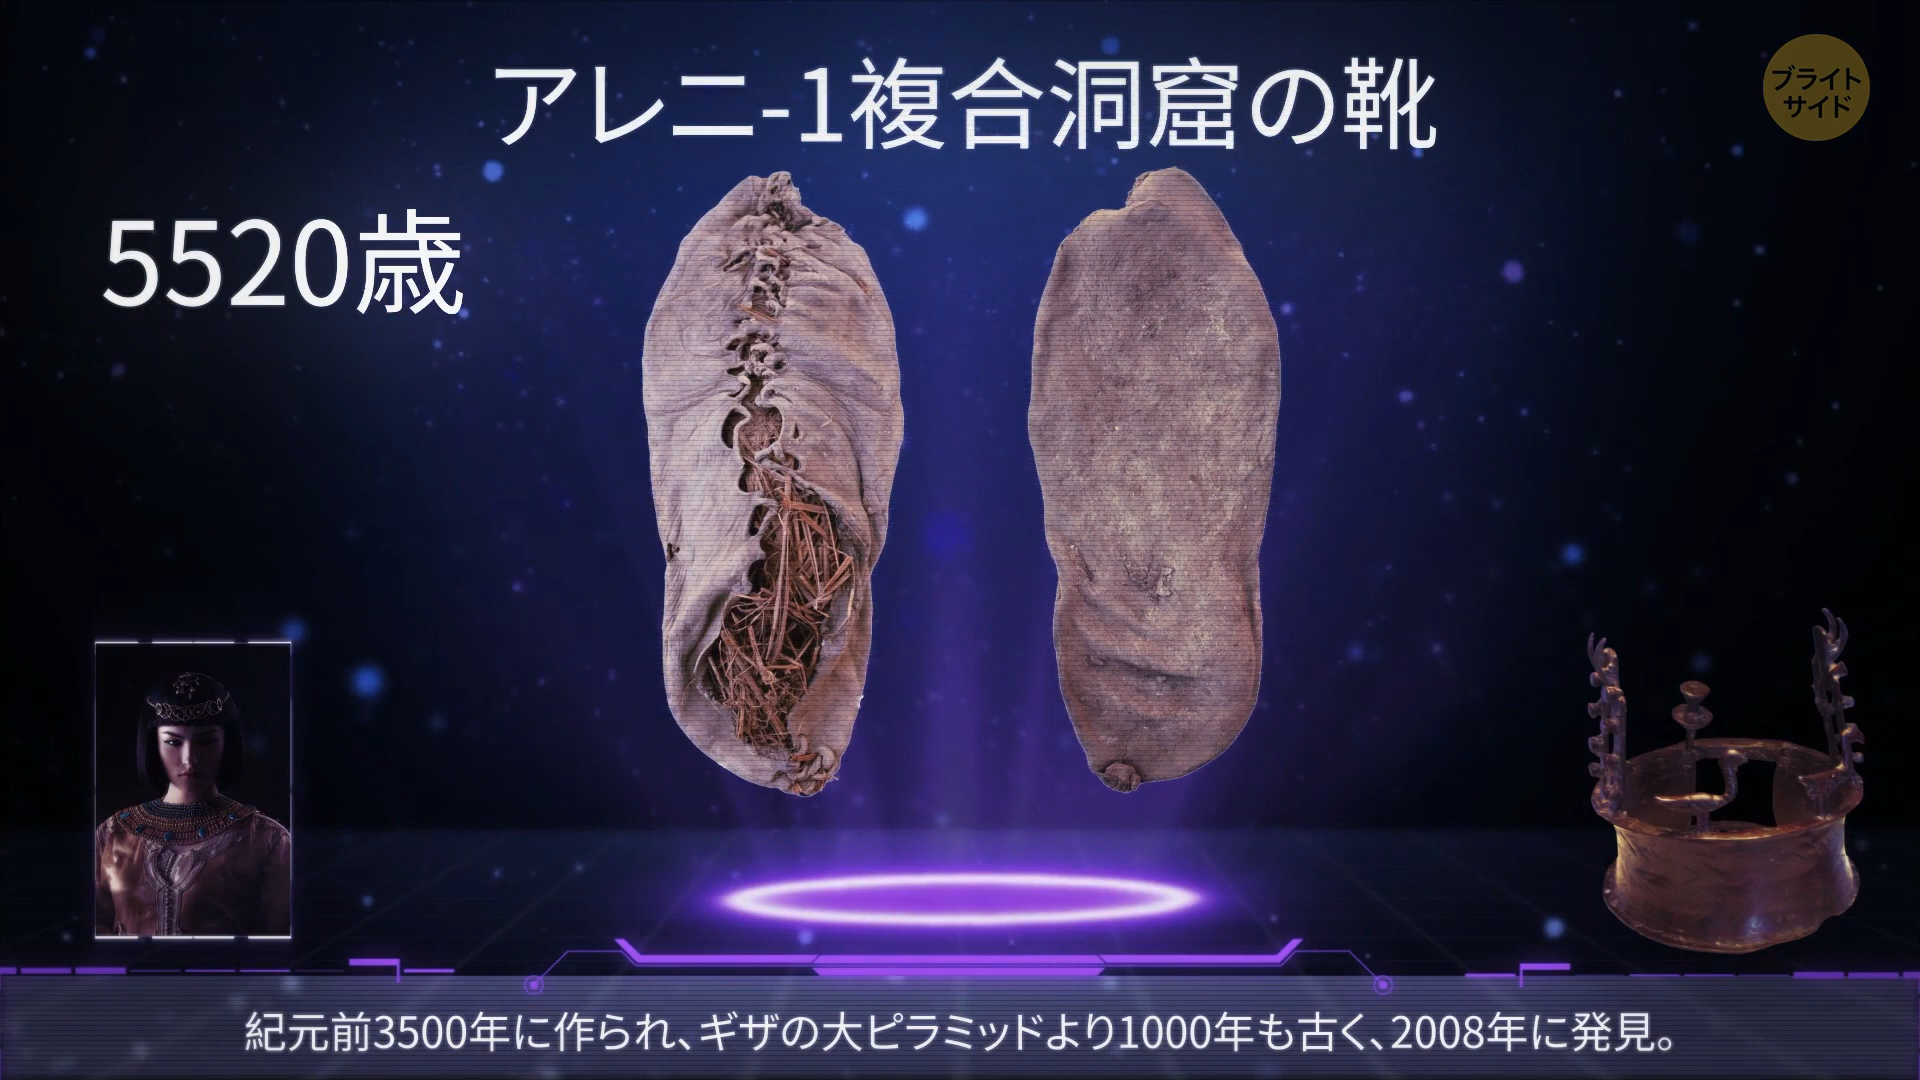 アレニ-1複合洞窟の靴
ブライト
サイド
5520歳
紀元前3500年に作られ、ギザの大ピラミッドより1000年も古く、2008年に発見。